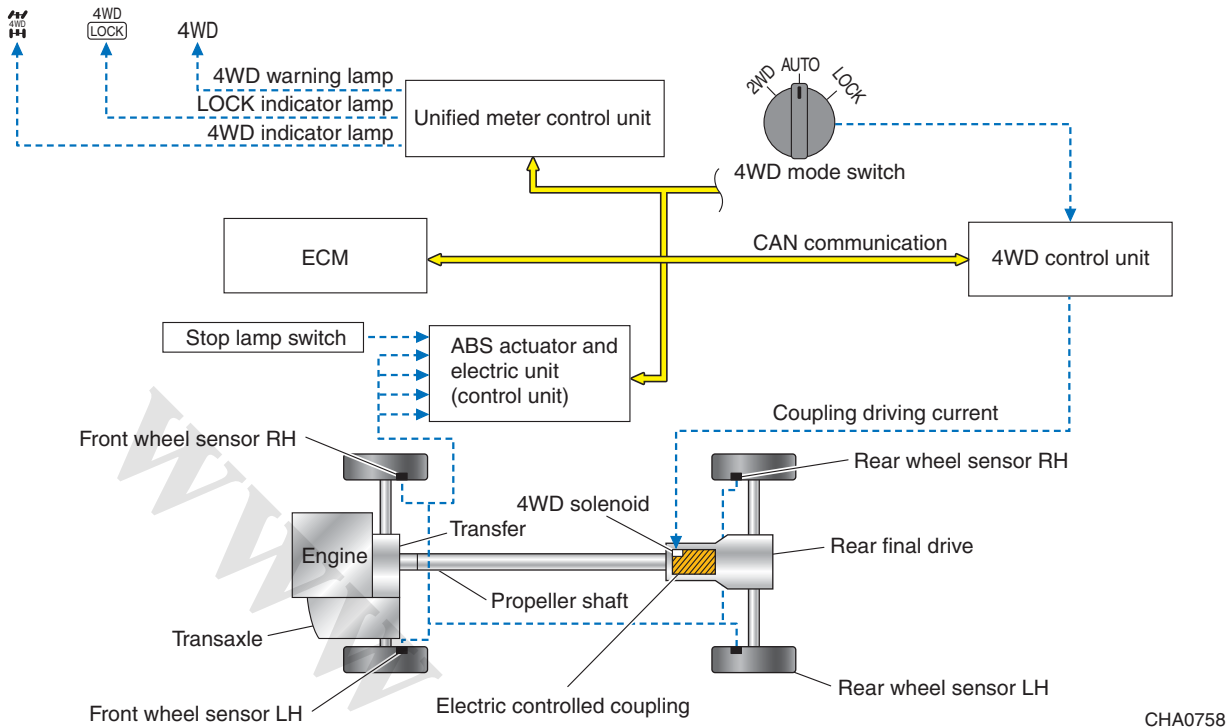 4WD
4WD
LOCK
4WD
4WD warning lamp
LOCK indicator lamp
4WD indicator lamp
Unified meter control unit
2WD
AUTO
LOCK
4WD mode switch
ECM
CAN communication
4WD control unit
Stop lamp switch
ABS actuator and
electric unit
(control unit)
Coupling driving current
Front wheel sensor RH
Rear wheel sensor RH
4WD solenoid
Transfer
Engine
Rear final drive
Propeller shaft
Transaxle
Electric controlled coupling
Rear wheel sensor LH
Front wheel sensor LH
CHA0758
www